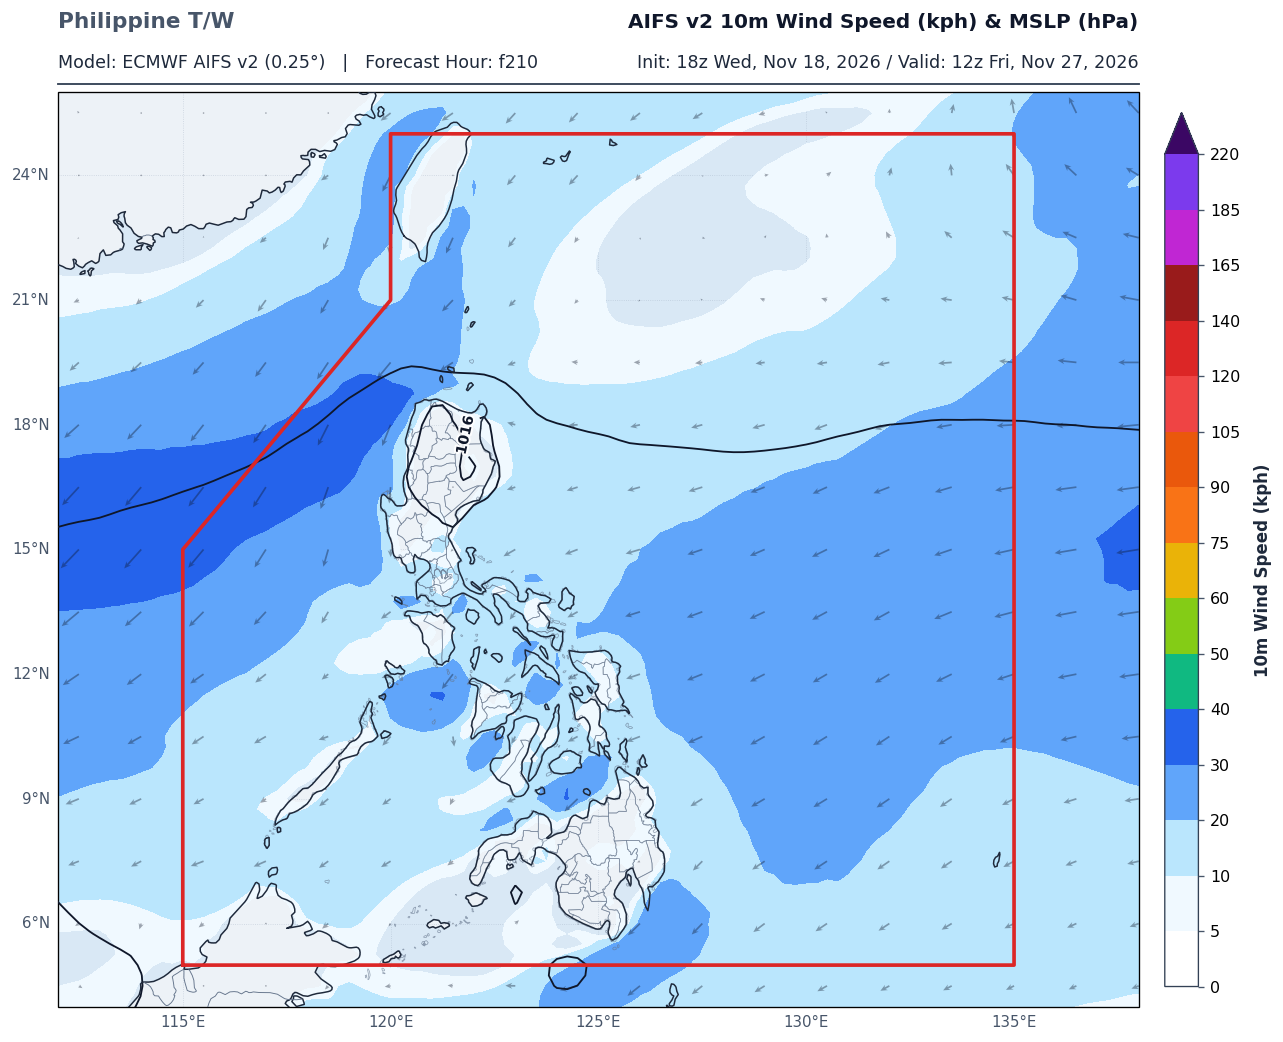 Philippine T/W
AIFS v2 10m Wind Speed (kph) & MSLP (hPa)
Model: ECMWF AIFS v2 (0.25°) | Forecast Hour: f210
Init: 18z Wed, Nov 18, 2026 / Valid: 12z Fri, Nov 27, 2026
24°N
21°N
18°N
15°N
12°N
9°N
6°N
1016
115°E
120°E
125°E
130°E
135°E
220
185
165
140
120
105
90
75
60
50
40
30
20
10
5
0
10m Wind Speed (kph)